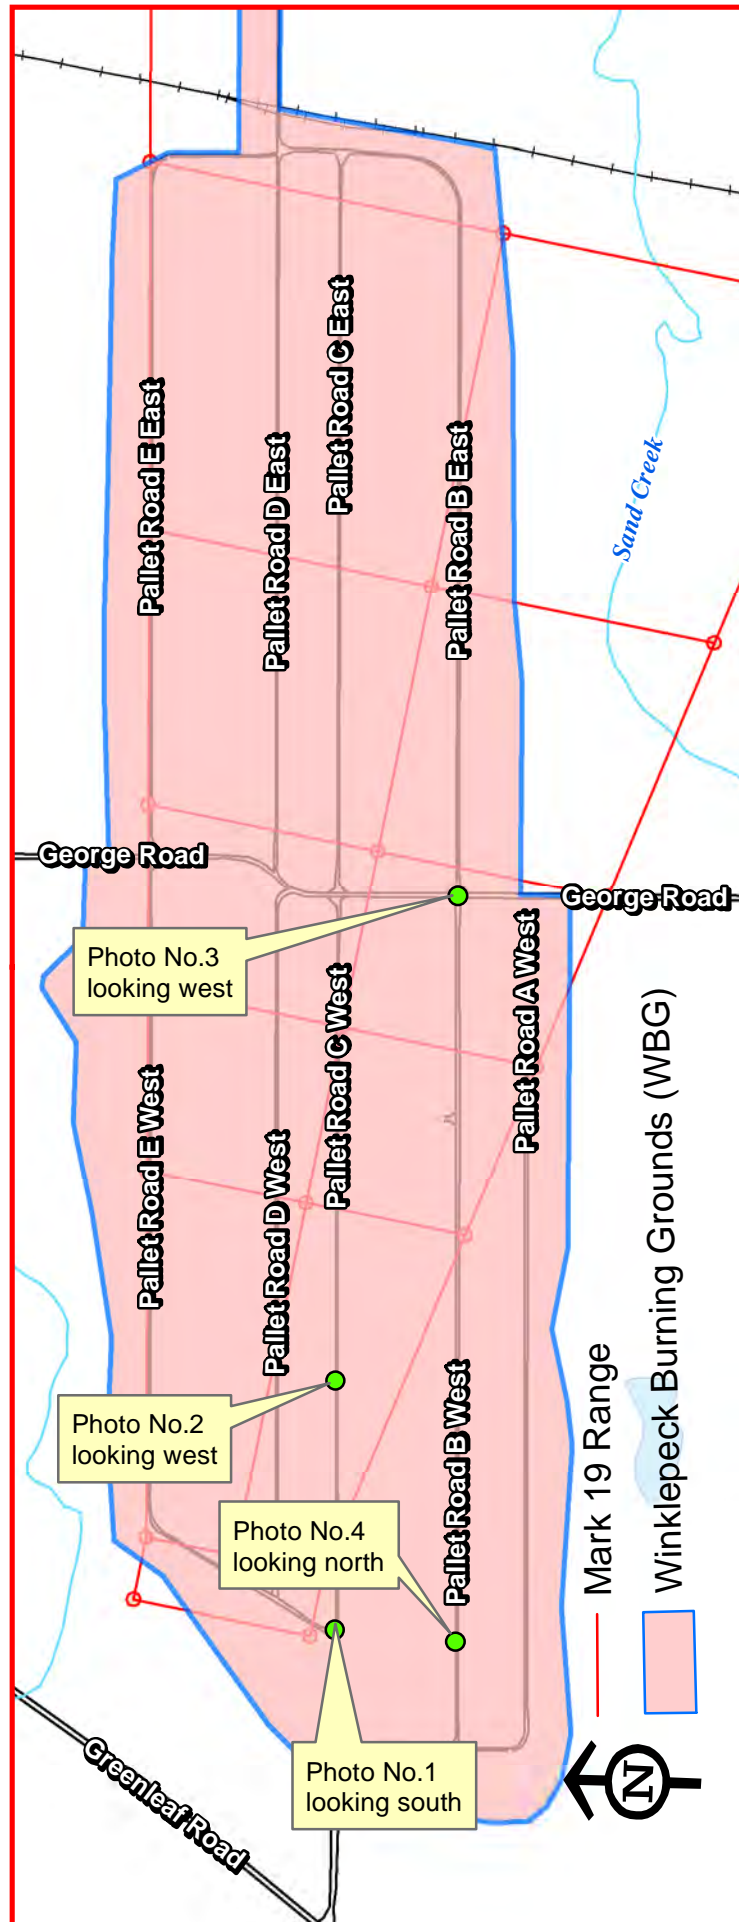 Pallet Road E East
Pallet Road D East
Pallet Road C East
Pallet Road B East
Sand Creek
George Road
George Road
Photo No.3
looking west
Pallet Road A West
Pallet Road C West
Pallet Road E West
Pallet Road D West
Pallet Road B West
Photo No.2
looking west
Photo No.4
looking north
Photo No.1
looking south
Greenleaf Road
Mark 19 Range
Winklepeck Burning Grounds (WBG)
N